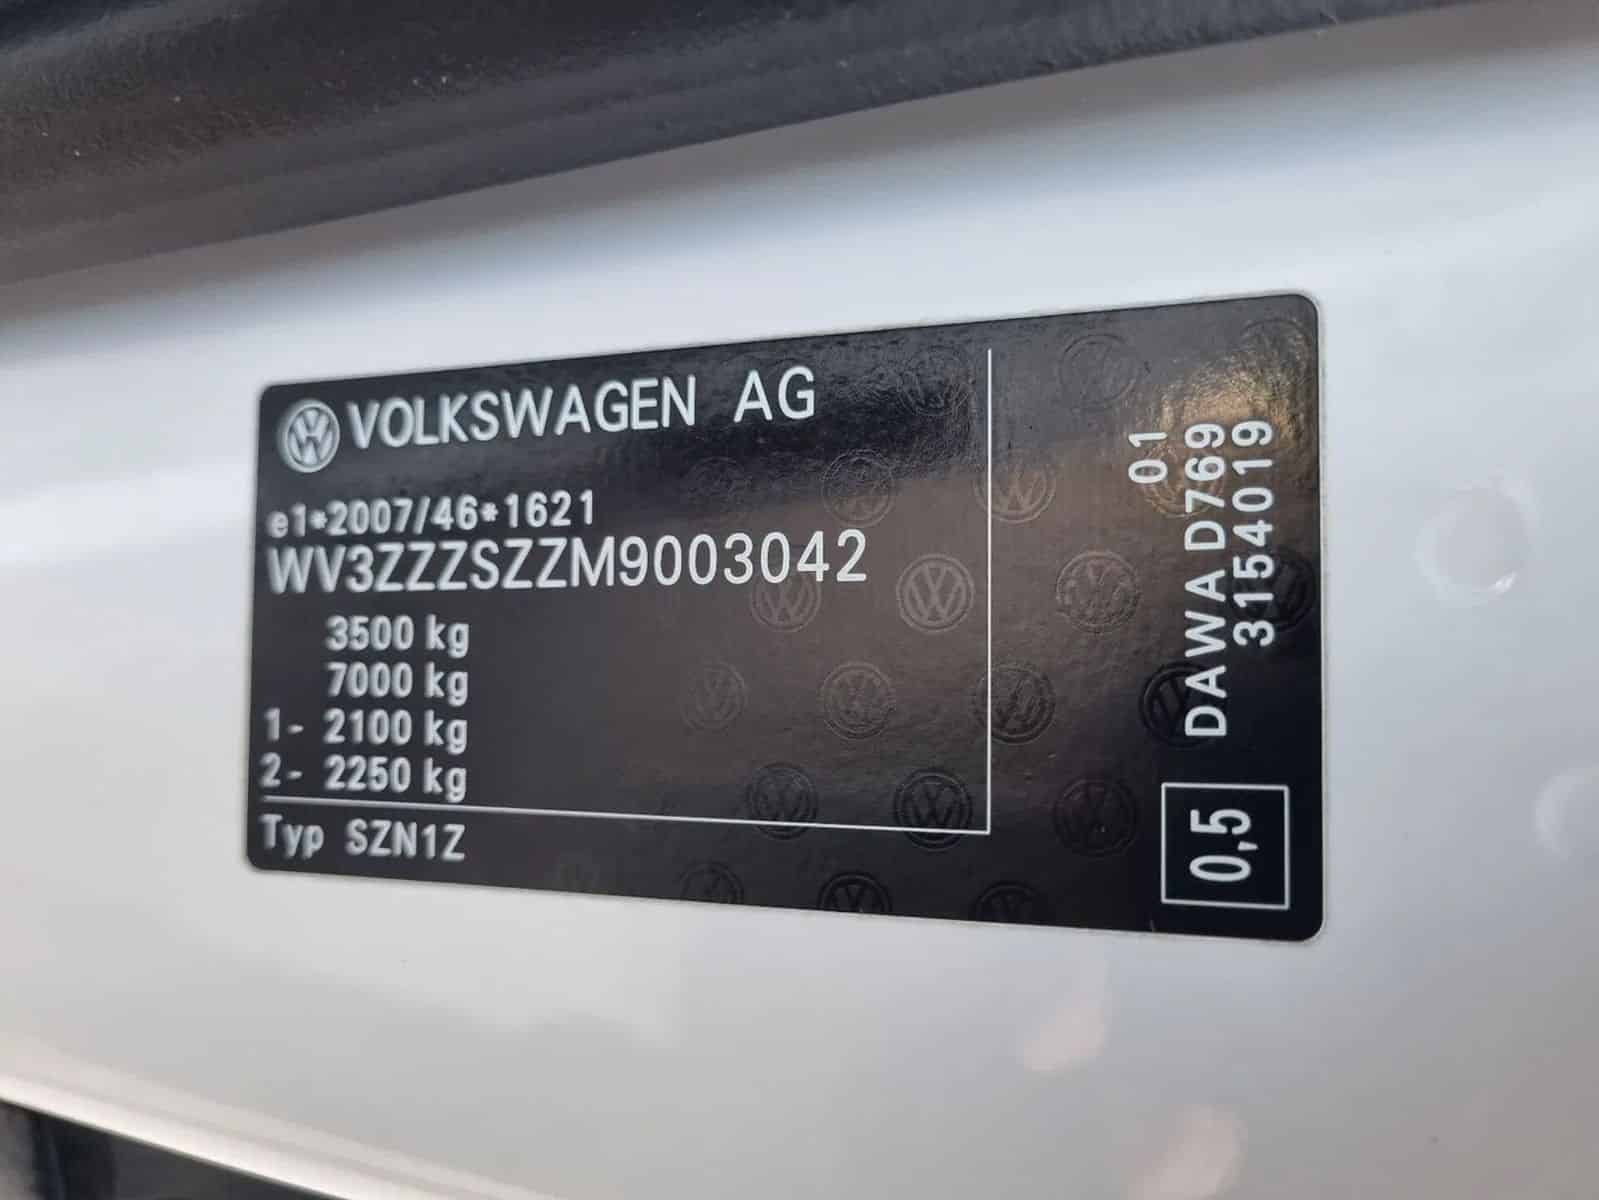 VOLKSWAGEN AG
e1*2007/46*1621
WV3ZZZSZZM9003042
3500 kg
7000 kg
1- 2100 kg
2- 2250 kg
Typ SZN1Z
01
DAWA D769
3154019
0,5